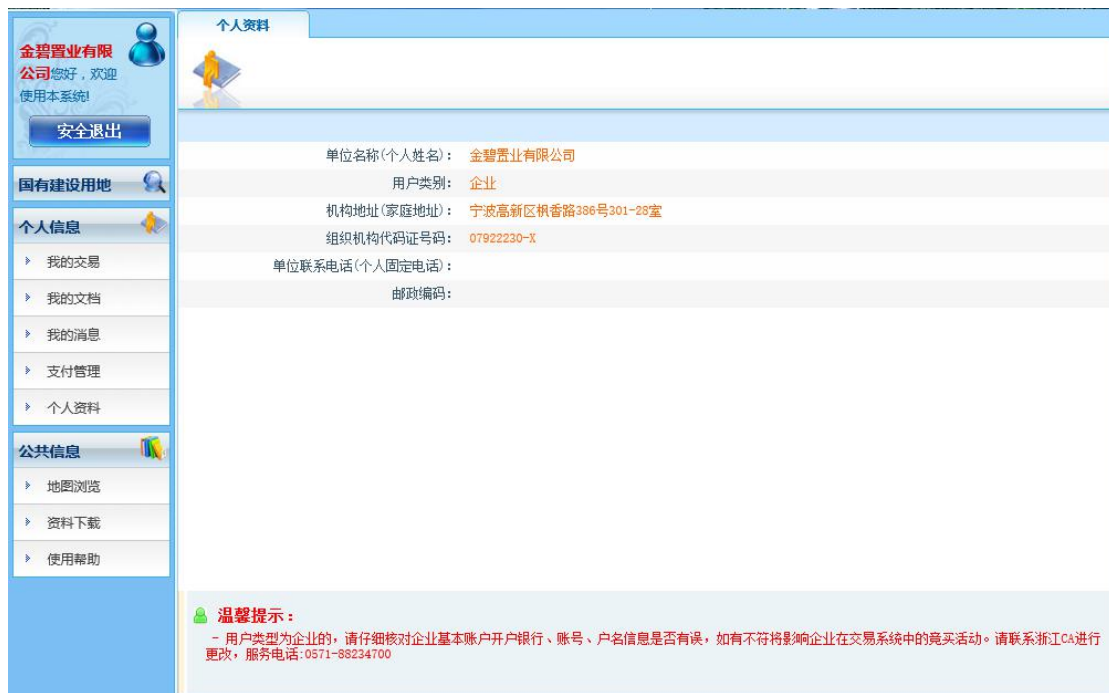 个人资料
金碧置业有限
公司您好，欢迎
使用本系统!
安全退出
国有建设用地
个人信息
我的交易
我的文档
我的消息
支付管理
个人资料
公共信息
地图浏览
资料下载
使用帮助
单位名称(个人姓名): 金碧置业有限公司
用户类别: 企业
机构地址(家庭地址): 宁波高新区枫香路386号301-28室
组织机构代码证号码: 07922230-X
单位联系电话(个人固定电话):
邮政编码:
温馨提示：
- 用户类型为企业的，请仔细核对企业基本账户开户银行、账号、户名信息是否有误，如有不符将影响企业在交易系统中的竞买活动。请联系浙江CA进行
更改，服务电话:0571-88234700